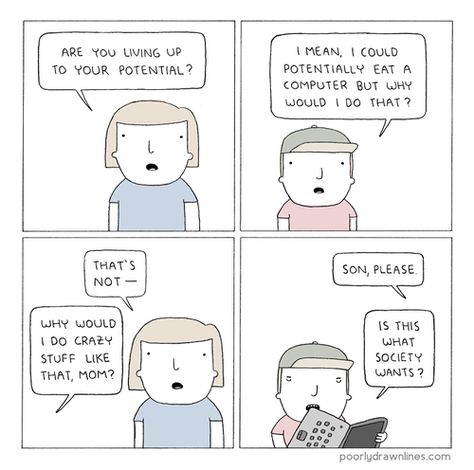 ARE YOU LIVING UP
TO YOUR POTENTIAL?
I MEAN, I COULD
POTENTIALLY EAT A
COMPUTER BUT WHY
WOULD I DO THAT?
THAT'S
NOT —
WHY WOULD
I DO CRAZY
STUFF LIKE
THAT, MOM?
SON, PLEASE.
IS THIS
WHAT
SOCIETY
WANTS?
poorlydrawnlines.com